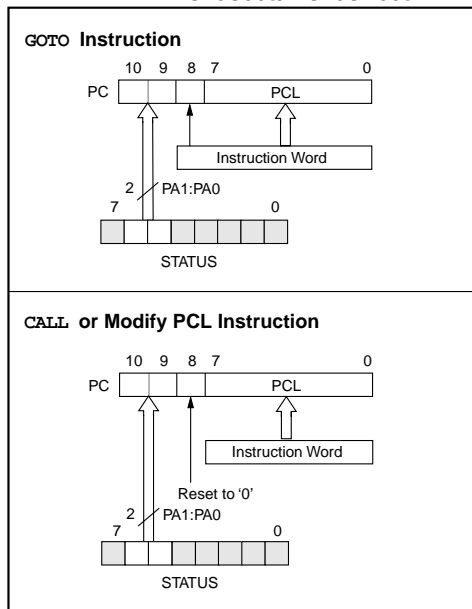 GOTO Instruction
10 9 8 7 0
PC PCL
Instruction Word
2 PA1:PA0
7 0
STATUS
CALL or Modify PCL Instruction
10 9 8 7 0
PC PCL
Instruction Word
Reset to ‘0’
2 PA1:PA0
7 0
STATUS